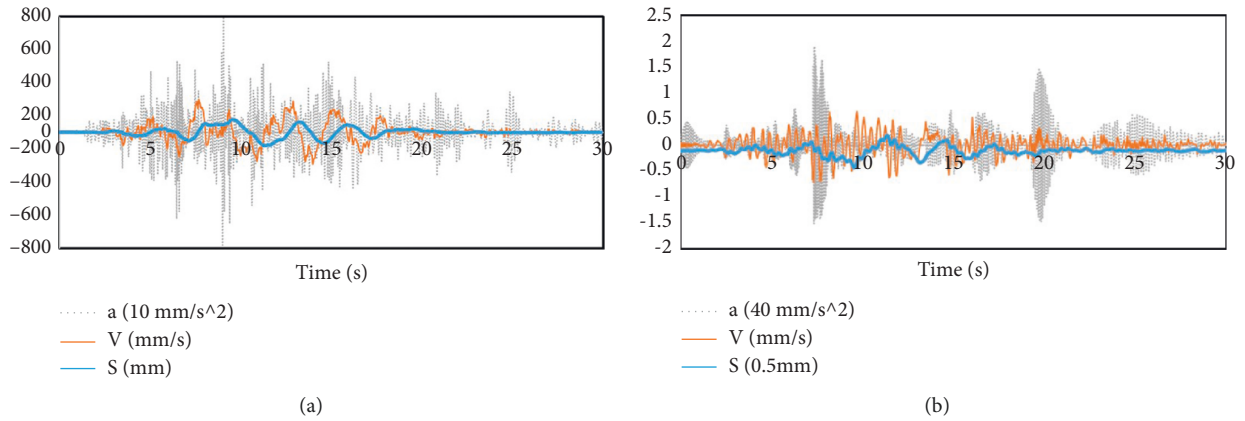 800
600
400
200
0
−200
−400
−600
−800
0 5 10 15 20 25 30
Time (s)
a (10 mm/s^2)
V (mm/s)
S (mm)
(a)
2.5
2
1.5
1
0.5
0
-0.5
-1
-1.5
-2
0 5 10 15 20 25 30
Time (s)
a (40 mm/s^2)
V (mm/s)
S (0.5mm)
(b)